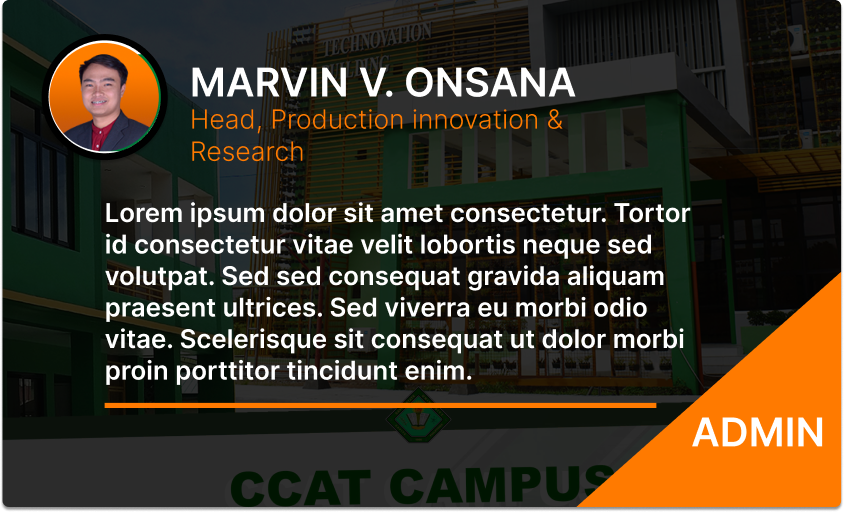 TECHNOVATION
BUILDING
MARVIN V. ONSANA
Head, Production innovation &
Research
Lorem ipsum dolor sit amet consectetur. Tortor
id consectetur vitae velit lobortis neque sed
volutpat. Sed sed consequat gravida aliquam
praesent ultrices. Sed viverra eu morbi odio
vitae. Scelerisque sit consequat ut dolor morbi
proin porttitor tincidunt enim.
ADMIN
CCAT CAMPUS